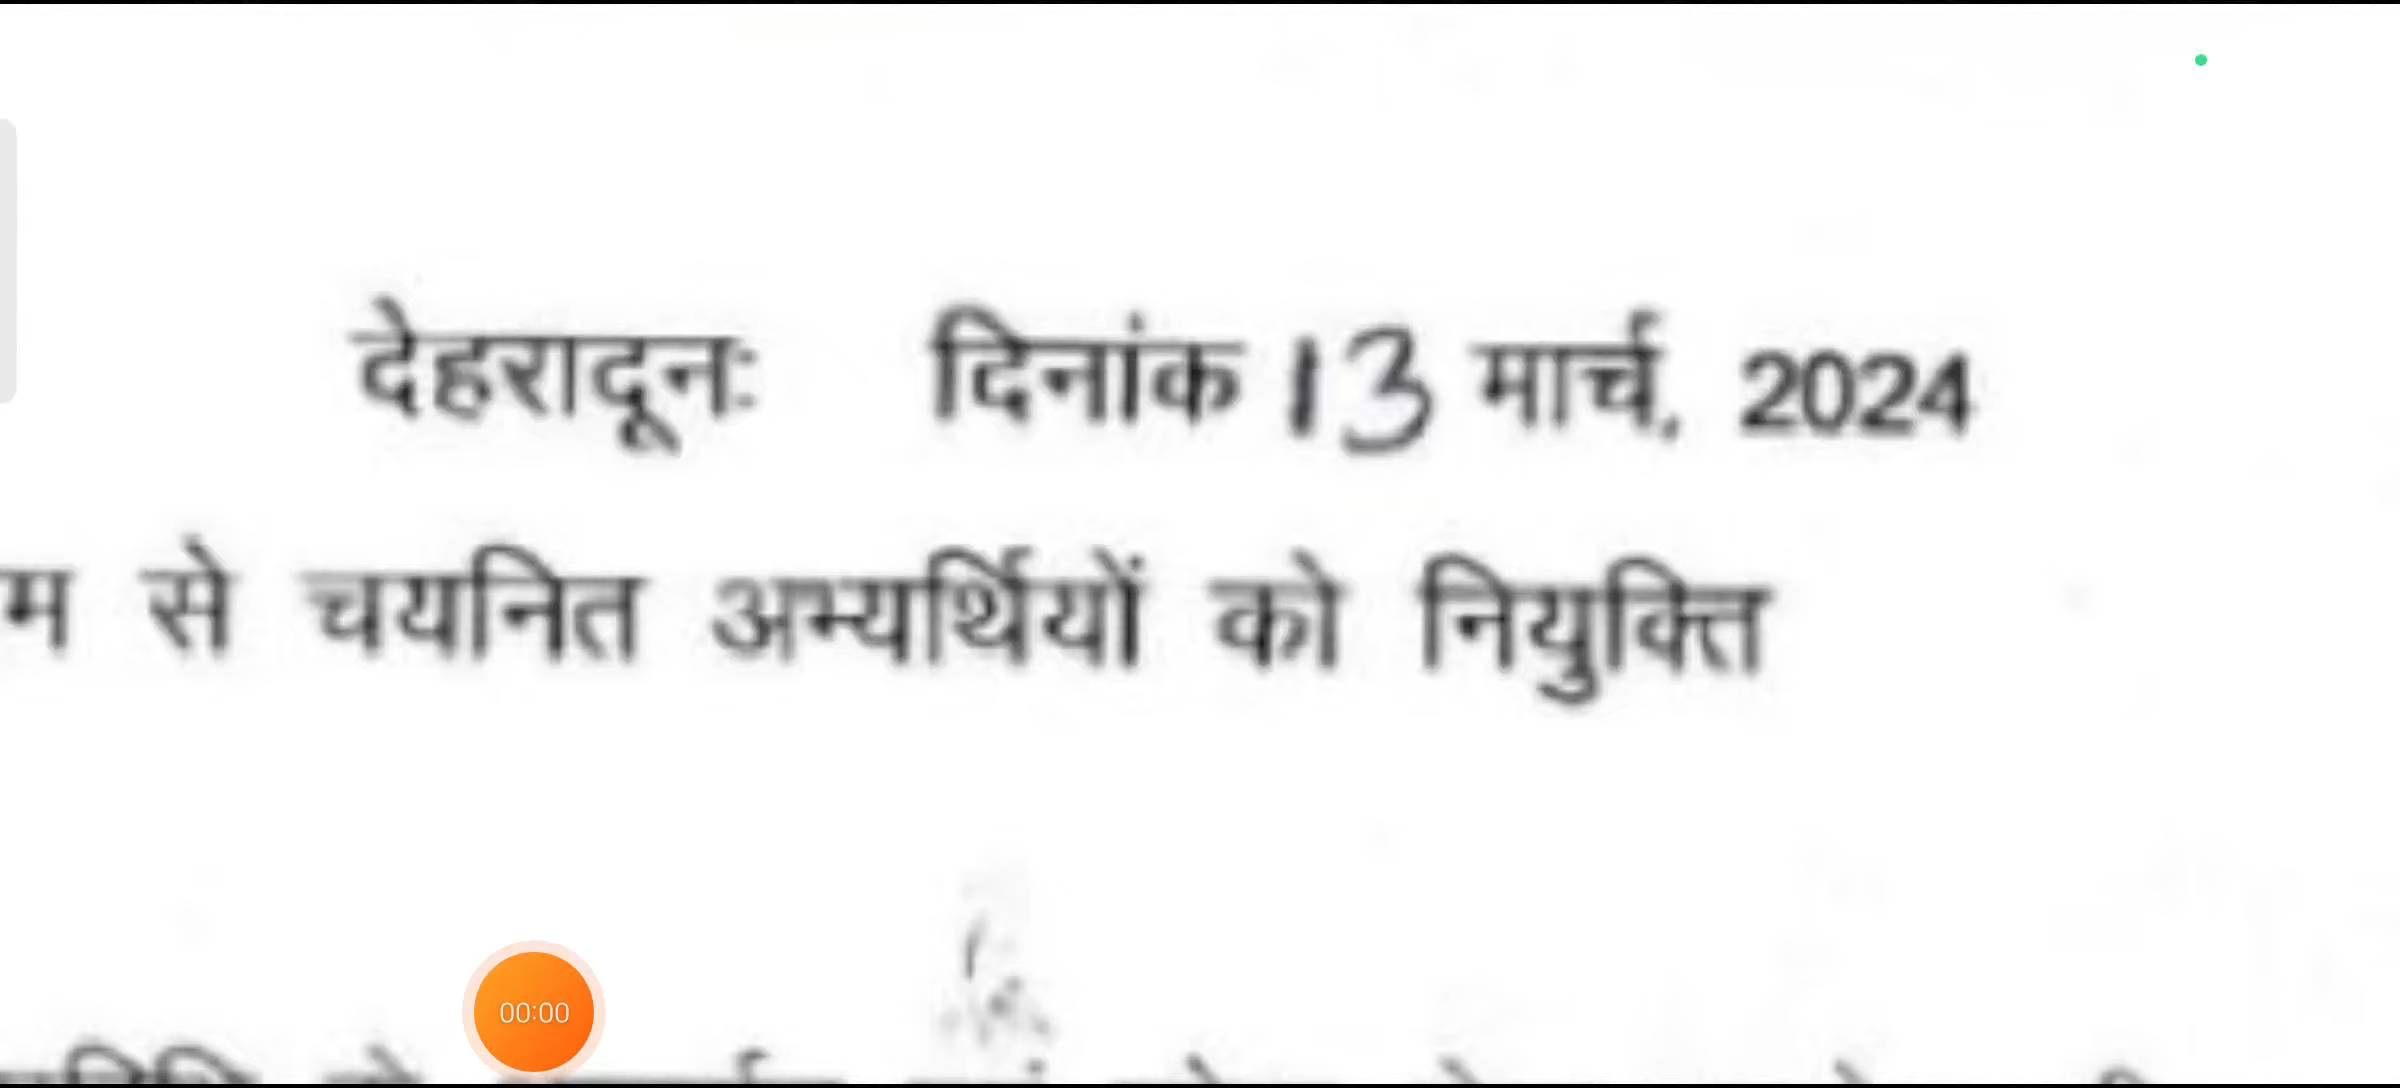 देहरादूनः दिनांक 13 मार्च, 2024
म से चयनित अभ्यर्थियों को नियुक्ति
00:00